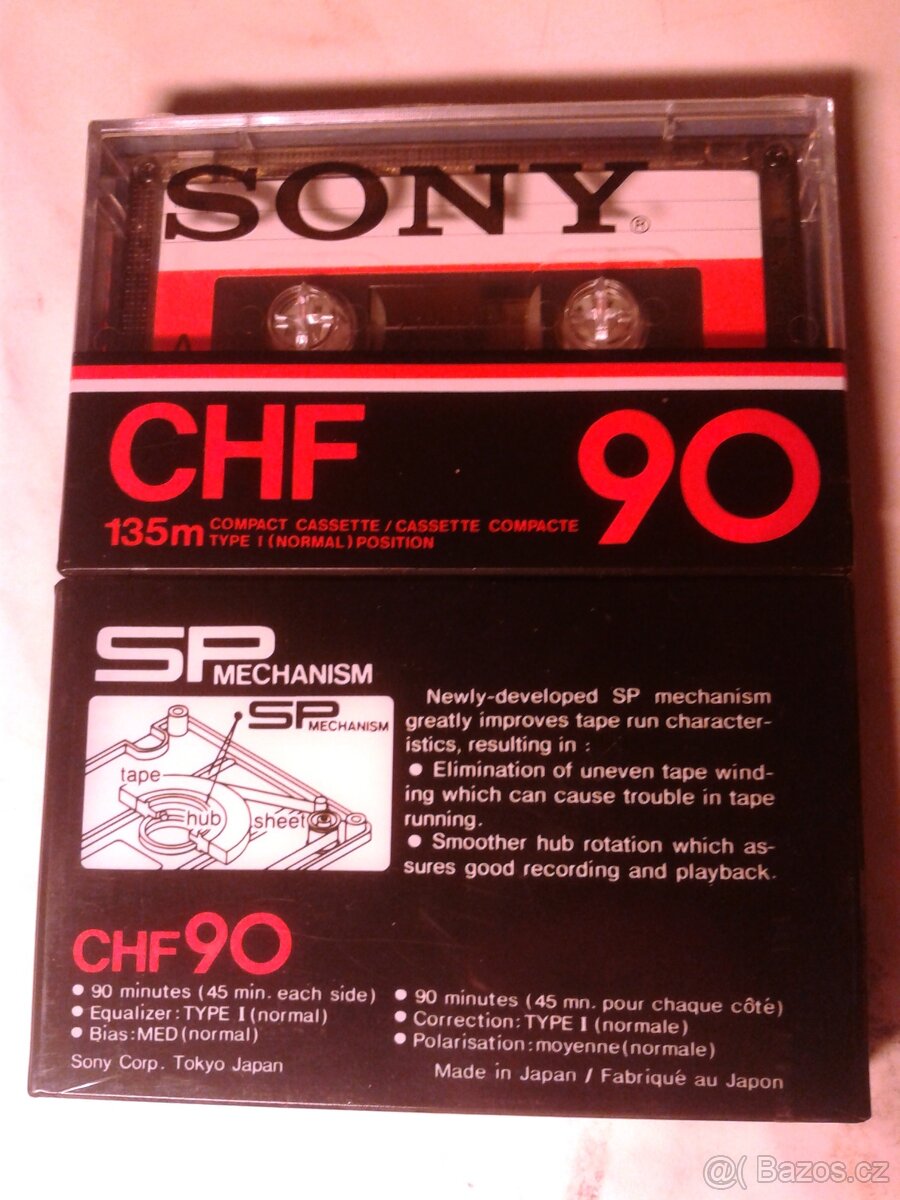 SONY®
A
CHF 90
135m COMPACT CASSETTE / CASSETTE COMPACTE
TYPE I (NORMAL) POSITION
SP MECHANISM
SP MECHANISM
tape
hub
sheet
Newly-developed SP mechanism
greatly improves tape run character-
istics, resulting in :
● Elimination of uneven tape wind-
ing which can cause trouble in tape
running.
● Smoother hub rotation which as-
sures good recording and playback.
CHF 90
● 90 minutes (45 min. each side)
● Equalizer: TYPE I (normal)
● Bias: MED (normal)
Sony Corp. Tokyo Japan
● 90 minutes (45 mn. pour chaque côté)
● Correction: TYPE I (normale)
● Polarisation: moyenne (normale)
Made in Japan / Fabriqué au Japon
@( Bazos.cz